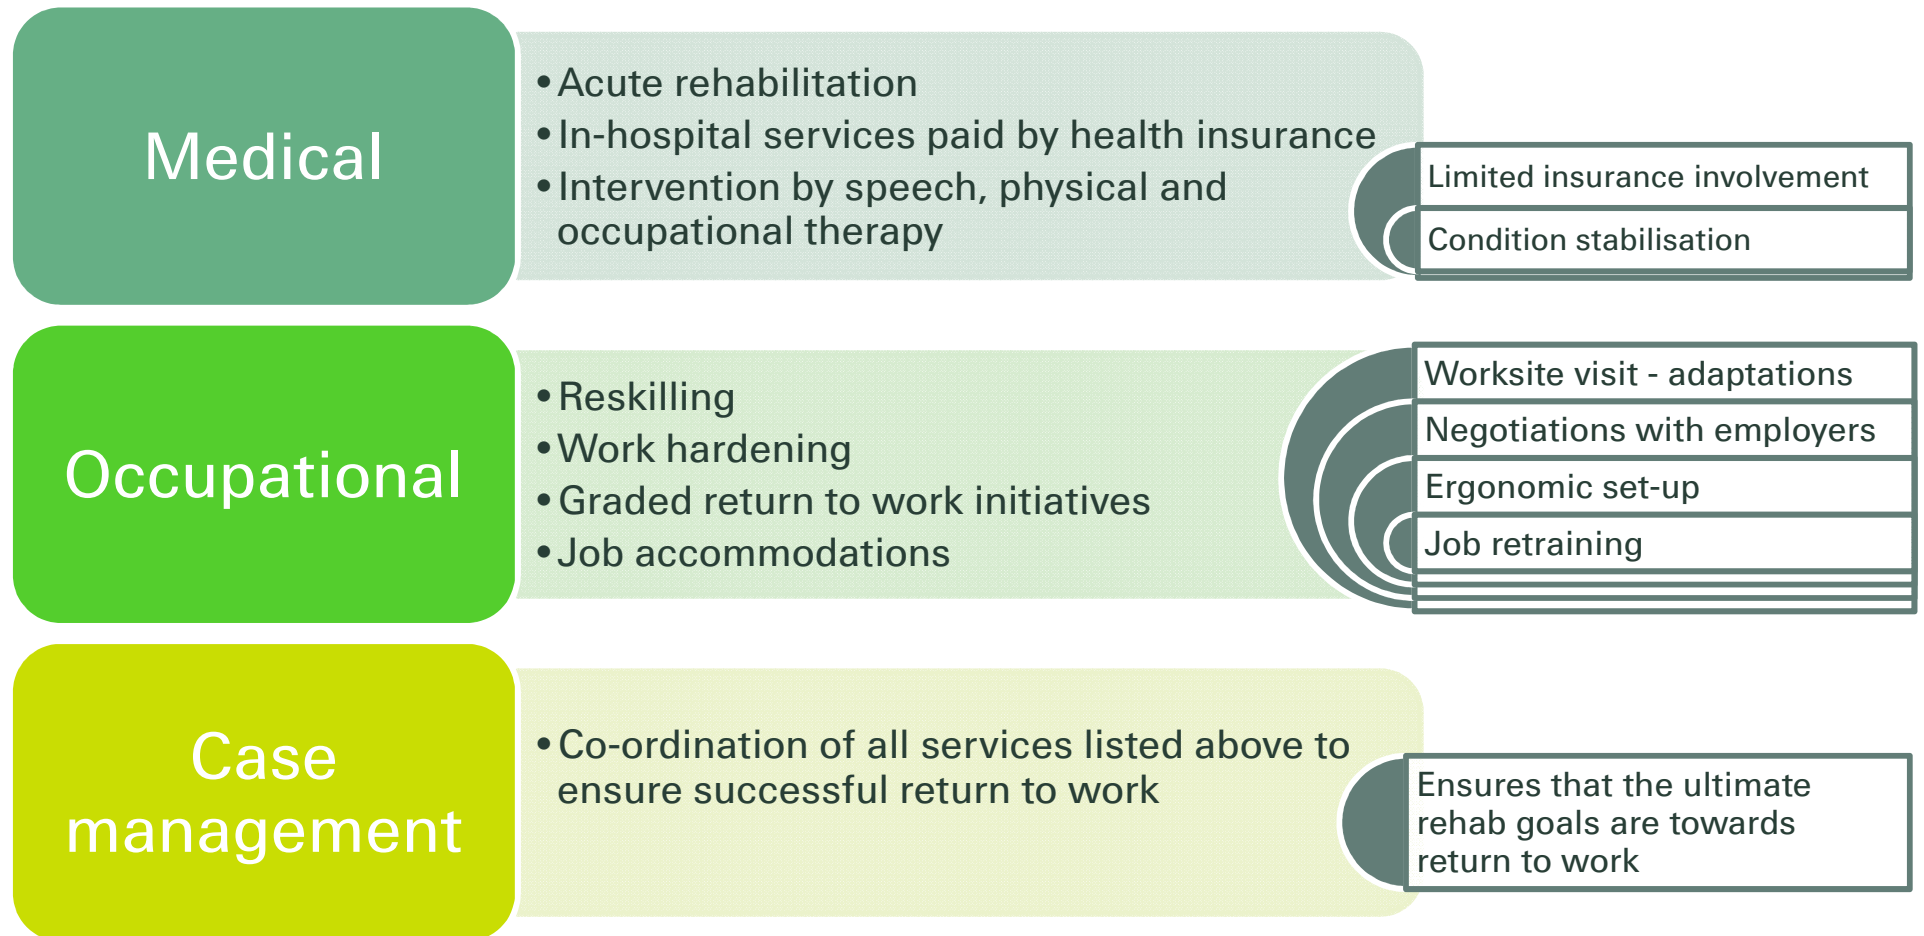 Medical
•Acute rehabilitation
•In-hospital services paid by health insurance
•Intervention by speech, physical and
occupational therapy
Limited insurance involvement
Condition stabilisation
Occupational
•Reskilling
•Work hardening
•Graded return to work initiatives
•Job accommodations
Worksite visit - adaptations
Negotiations with employers
Ergonomic set-up
Job retraining
Case
management
•Co-ordination of all services listed above to
ensure successful return to work
Ensures that the ultimate
rehab goals are towards
return to work